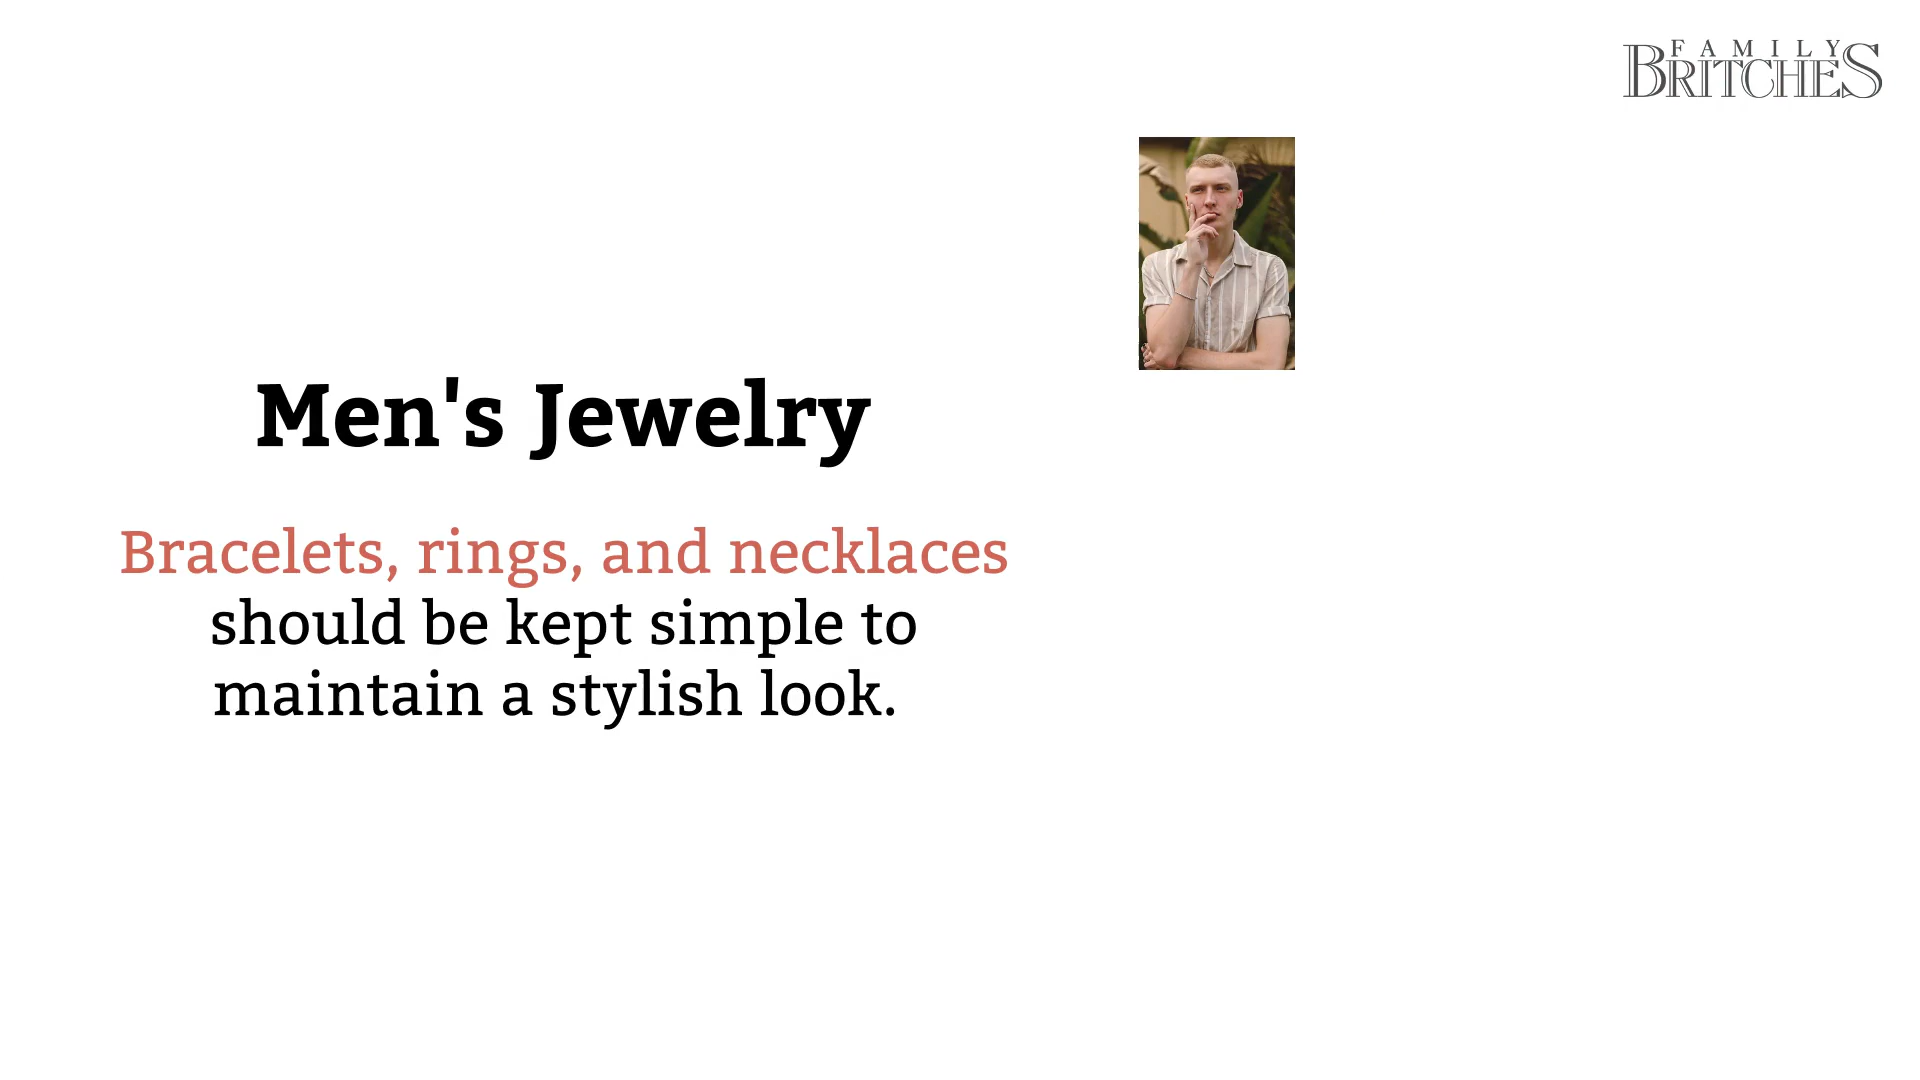 FAMILY
BRITCHES
Men's Jewelry
Bracelets, rings, and necklaces
should be kept simple to
maintain a stylish look.